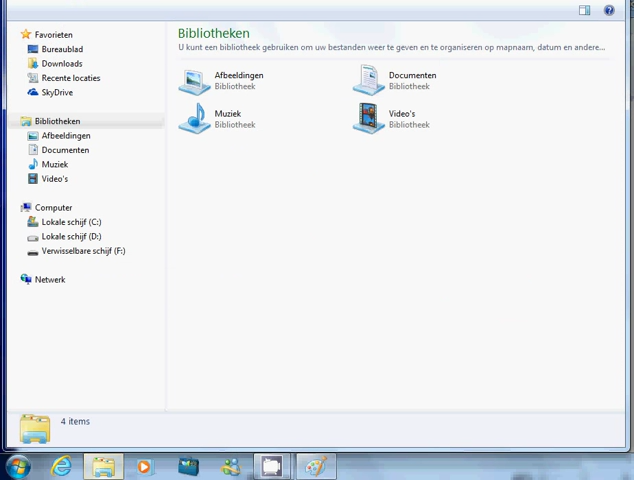 Favorieten
Bureaublad
Downloads
Recente locaties
SkyDrive
Bibliotheken
Afbeeldingen
Documenten
Muziek
Video's
Computer
Lokale schijf (C:)
Lokale schijf (D:)
Verwisselbare schijf (F:)
Netwerk
Bibliotheken
U kunt een bibliotheek gebruiken om uw bestanden weer te geven en te organiseren op mapnaam, datum en andere...
Afbeeldingen
Bibliotheek
Documenten
Bibliotheek
Muziek
Bibliotheek
Video's
Bibliotheek
4 items